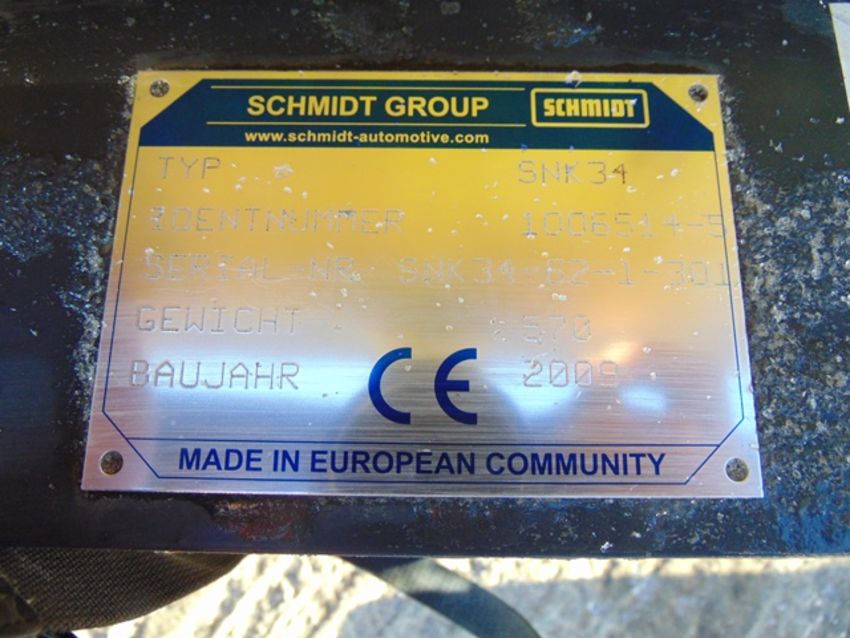 SCHMIDT GROUP SCHMIDT
www.schmidt-automotive.com
TYP SNK34
IDENTNUMMER 1006514-5
SERIAL-NR. SNK34-62-1-301
GEWICHT 570
BAUJAHR 2009
CE
MADE IN EUROPEAN COMMUNITY